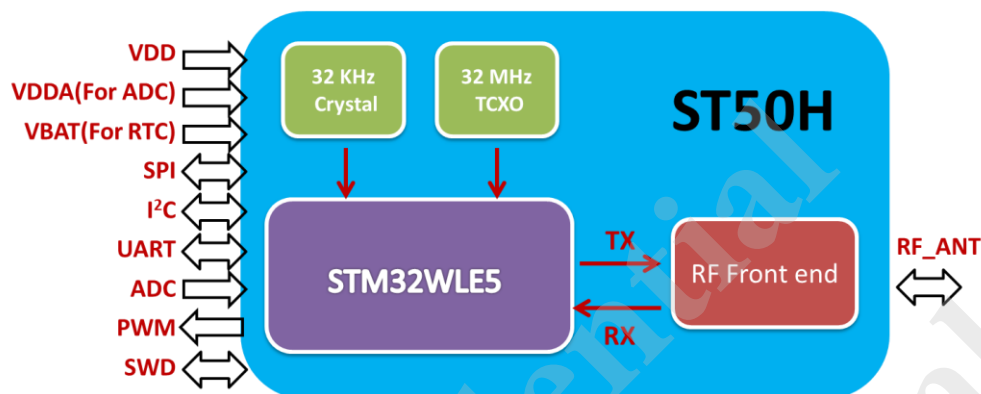 VDD
VDDA(For ADC)
VBAT(For RTC)
SPI
I²C
UART
ADC
PWM
SWD
32 KHz
Crystal
32 MHz
TCXO
ST50H
STM32WLE5
TX
RX
RF Front end
RF_ANT